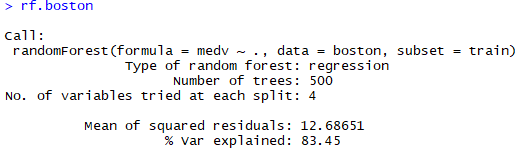 > rf.boston
Call:
randomForest(formula = medv ~ ., data = boston, subset = train)
Type of random forest: regression
Number of trees: 500
No. of variables tried at each split: 4
Mean of squared residuals: 12.68651
% Var explained: 83.45